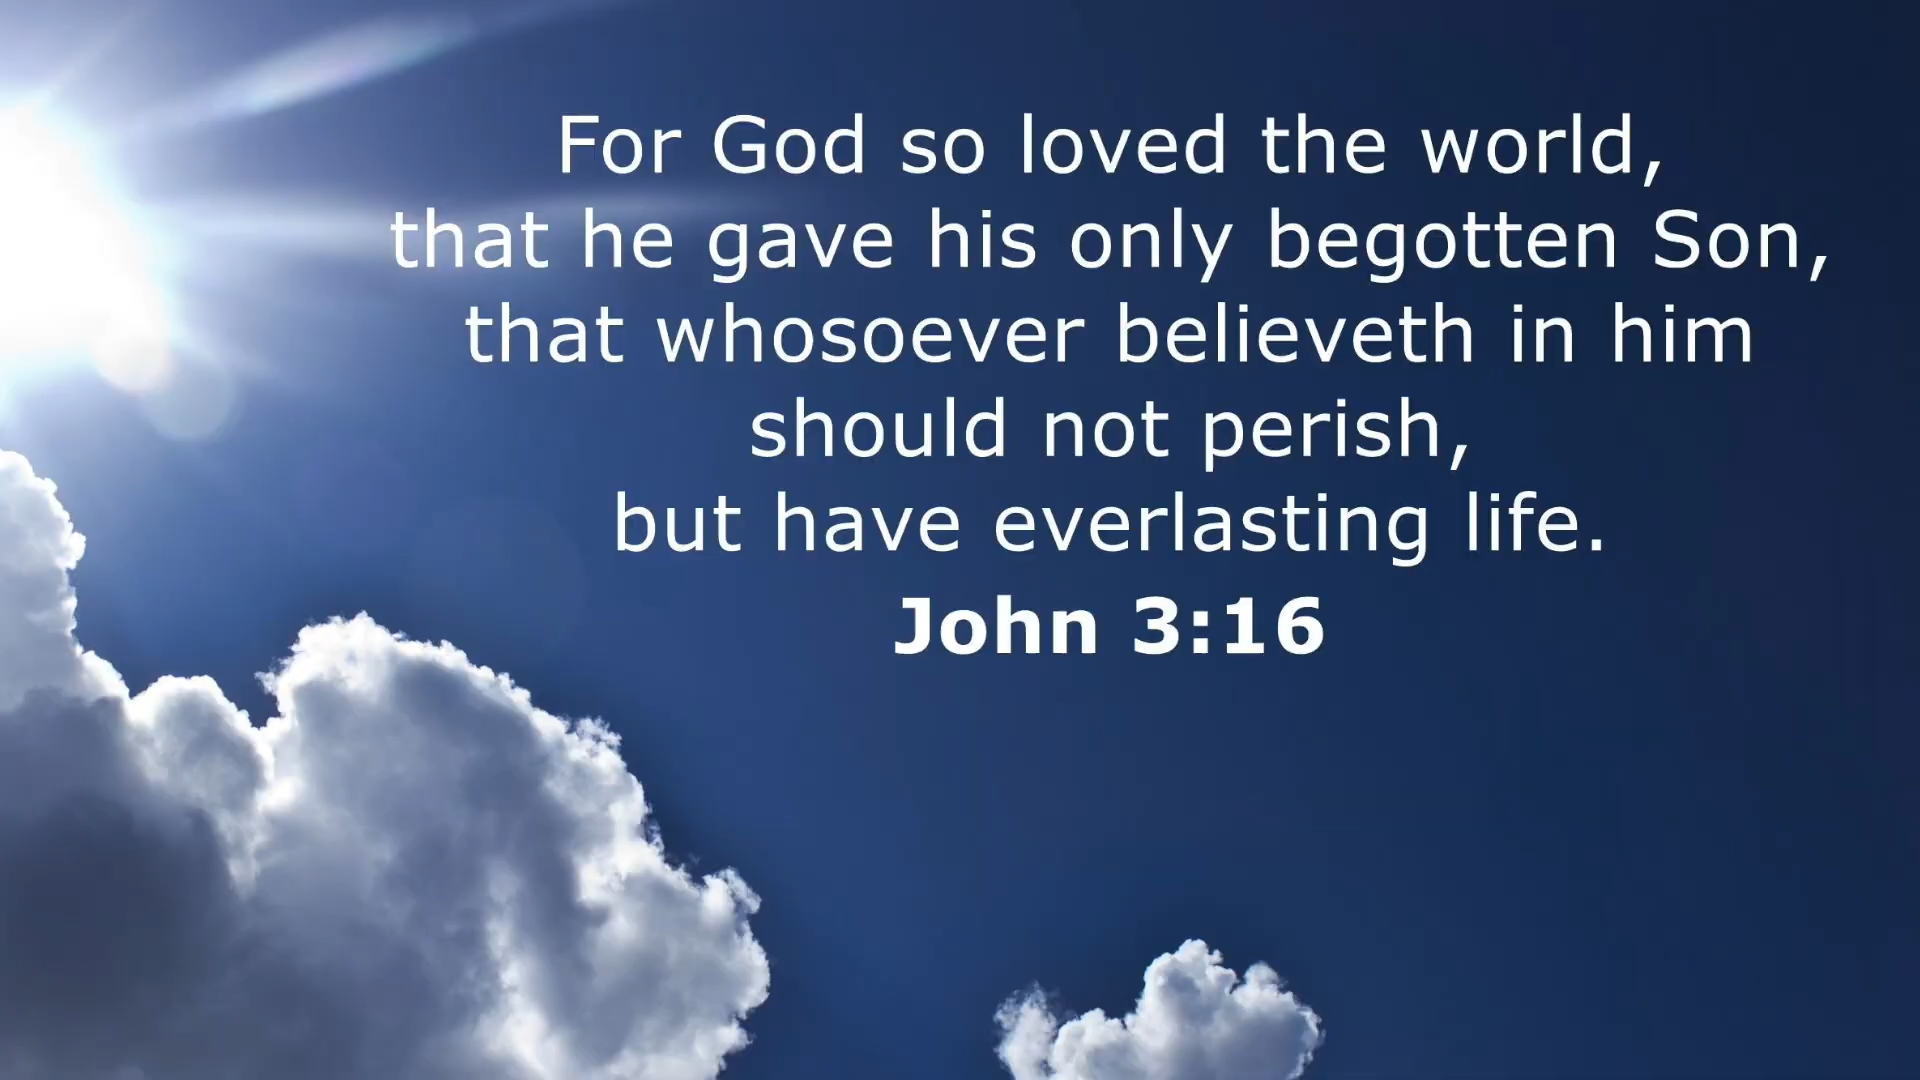 For God so loved the world,
that he gave his only begotten Son,
that whosoever believeth in him
should not perish,
but have everlasting life.
John 3:16